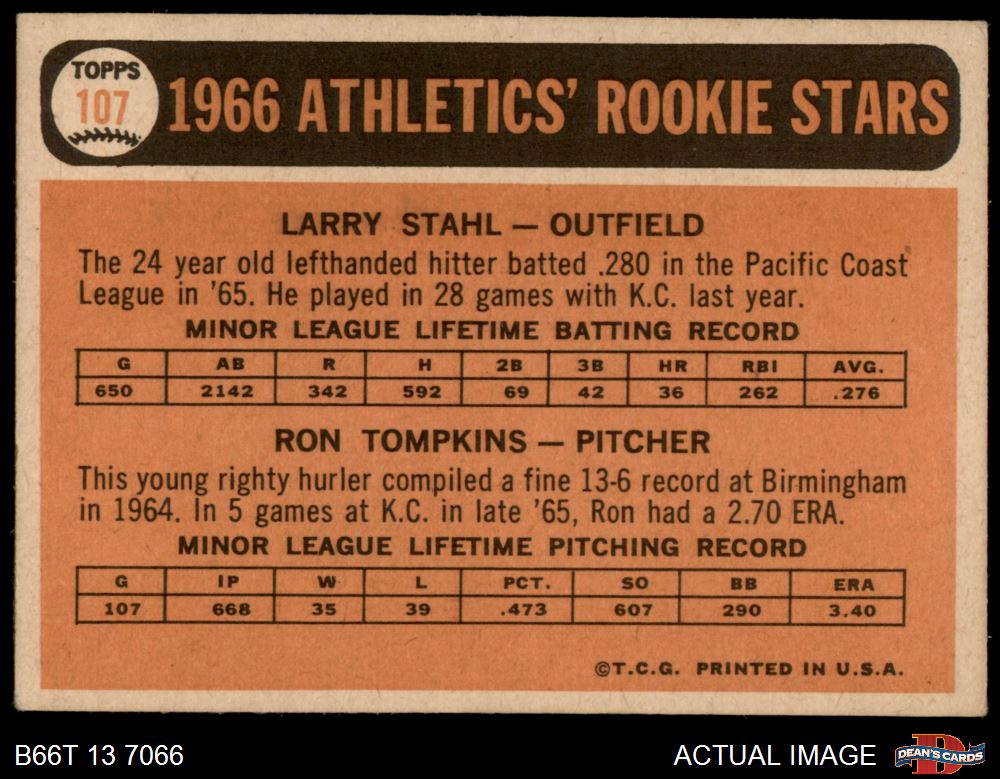 TOPPS
107
1966 ATHLETICS' ROOKIE STARS
LARRY STAHL — OUTFIELD
The 24 year old lefthanded hitter batted .280 in the Pacific Coast
League in '65. He played in 28 games with K.C. last year.
MINOR LEAGUE LIFETIME BATTING RECORD
G AB R H 2B 3B HR RBI AVG.
650 2142 342 592 69 42 36 262 .276
RON TOMPKINS — PITCHER
This young righty hurler compiled a fine 13-6 record at Birmingham
in 1964. In 5 games at K.C. in late '65, Ron had a 2.70 ERA.
MINOR LEAGUE LIFETIME PITCHING RECORD
G IP W L PCT. SO BB ERA
107 668 35 39 .473 607 290 3.40
©T.C.G. PRINTED IN U.S.A.
B66T 13 7066
ACTUAL IMAGE
DEAN'S CARDS